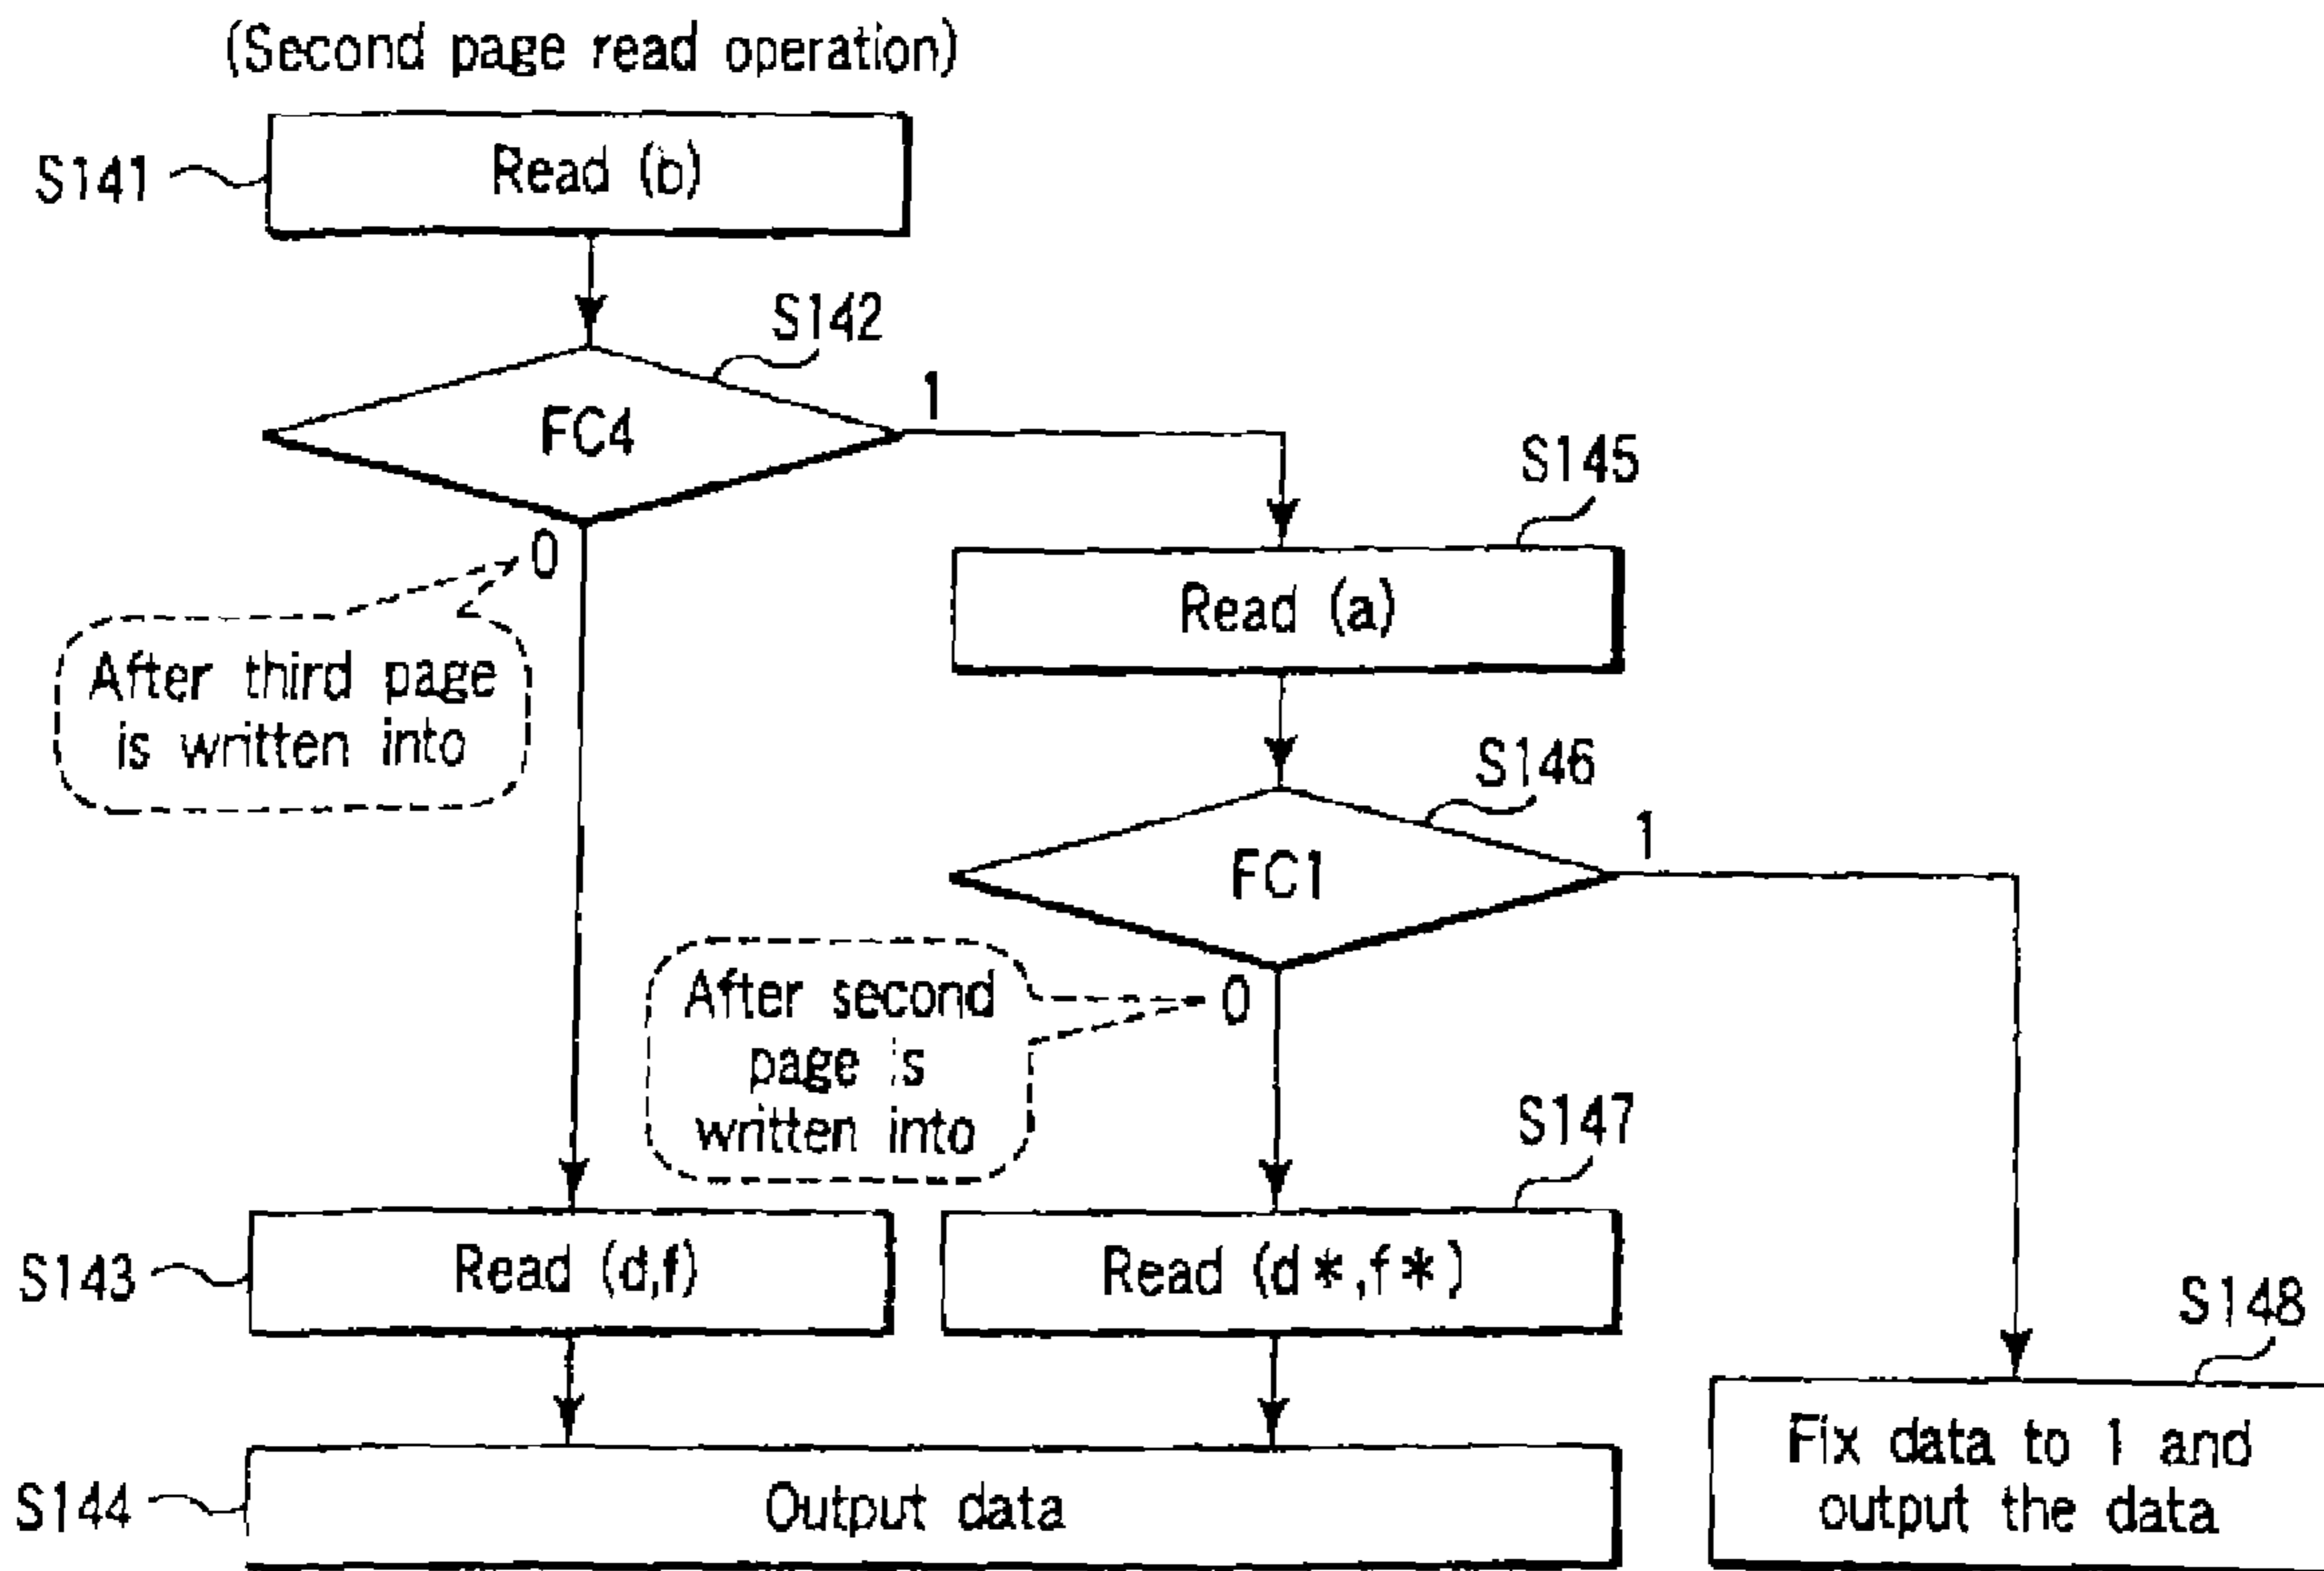 (Second page read operation)
S141
Read (b)
S142
FC4
1
0
After third page
is written into
S145
Read (a)
S146
FC1
1
0
After second
page is
written into
S143
Read (d,f)
S147
Read (d*,f*)
S144
Output data
S148
Fix data to 1 and
output the data